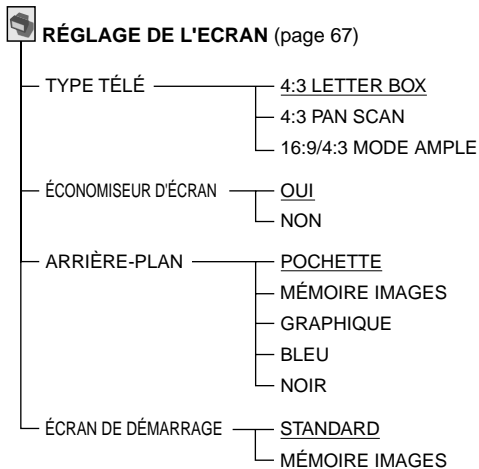 RÉGLAGE DE L'ECRAN (page 67)
TYPE TÉLÉ
4:3 LETTER BOX
4:3 PAN SCAN
16:9/4:3 MODE AMPLE
ÉCONOMISEUR D'ÉCRAN
OUI
NON
ARRIÈRE-PLAN
POCHETTE
MÉMOIRE IMAGES
GRAPHIQUE
BLEU
NOIR
ÉCRAN DE DÉMARRAGE
STANDARD
MÉMOIRE IMAGES